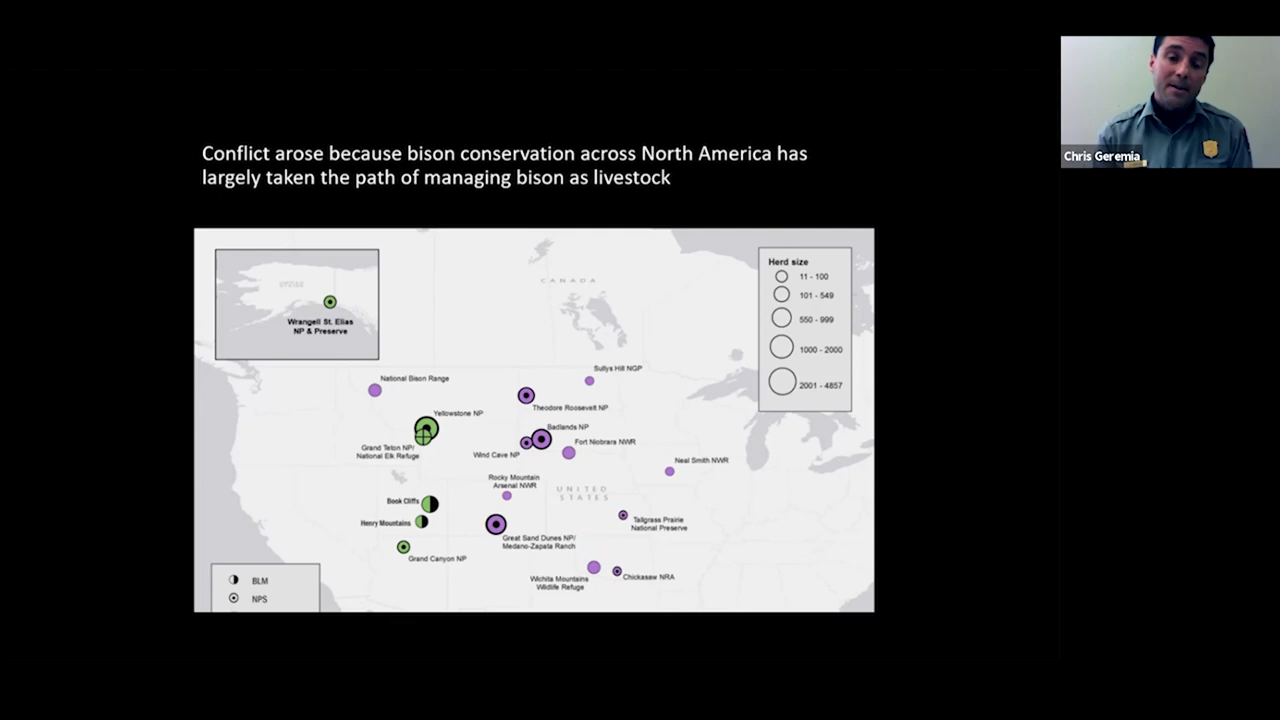 Conflict arose because bison conservation across North America has
largely taken the path of managing bison as livestock
Chris Geremia
Herd size
11 - 100
101 - 549
550 - 999
1000 - 2000
2001 - 4857
CANADA
Wrangell St. Elias
NP & Preserve
Sullys Hill NGP
National Bison Range
Theodore Roosevelt NP
Yellowstone NP
Badlands NP
Grand Teton NP/
National Elk Refuge
Wind Cave NP
Fort Niobrara NWR
Neal Smith NWR
Rocky Mountain
Arsenal NWR
UNITED
STATES
Book Cliffs
Henry Mountains
Tallgrass Prairie
National Preserve
Great Sand Dunes NP/
Medano-Zapata Ranch
Grand Canyon NP
Wichita Mountains
Wildlife Refuge
Chickasaw NRA
BLM
NPS